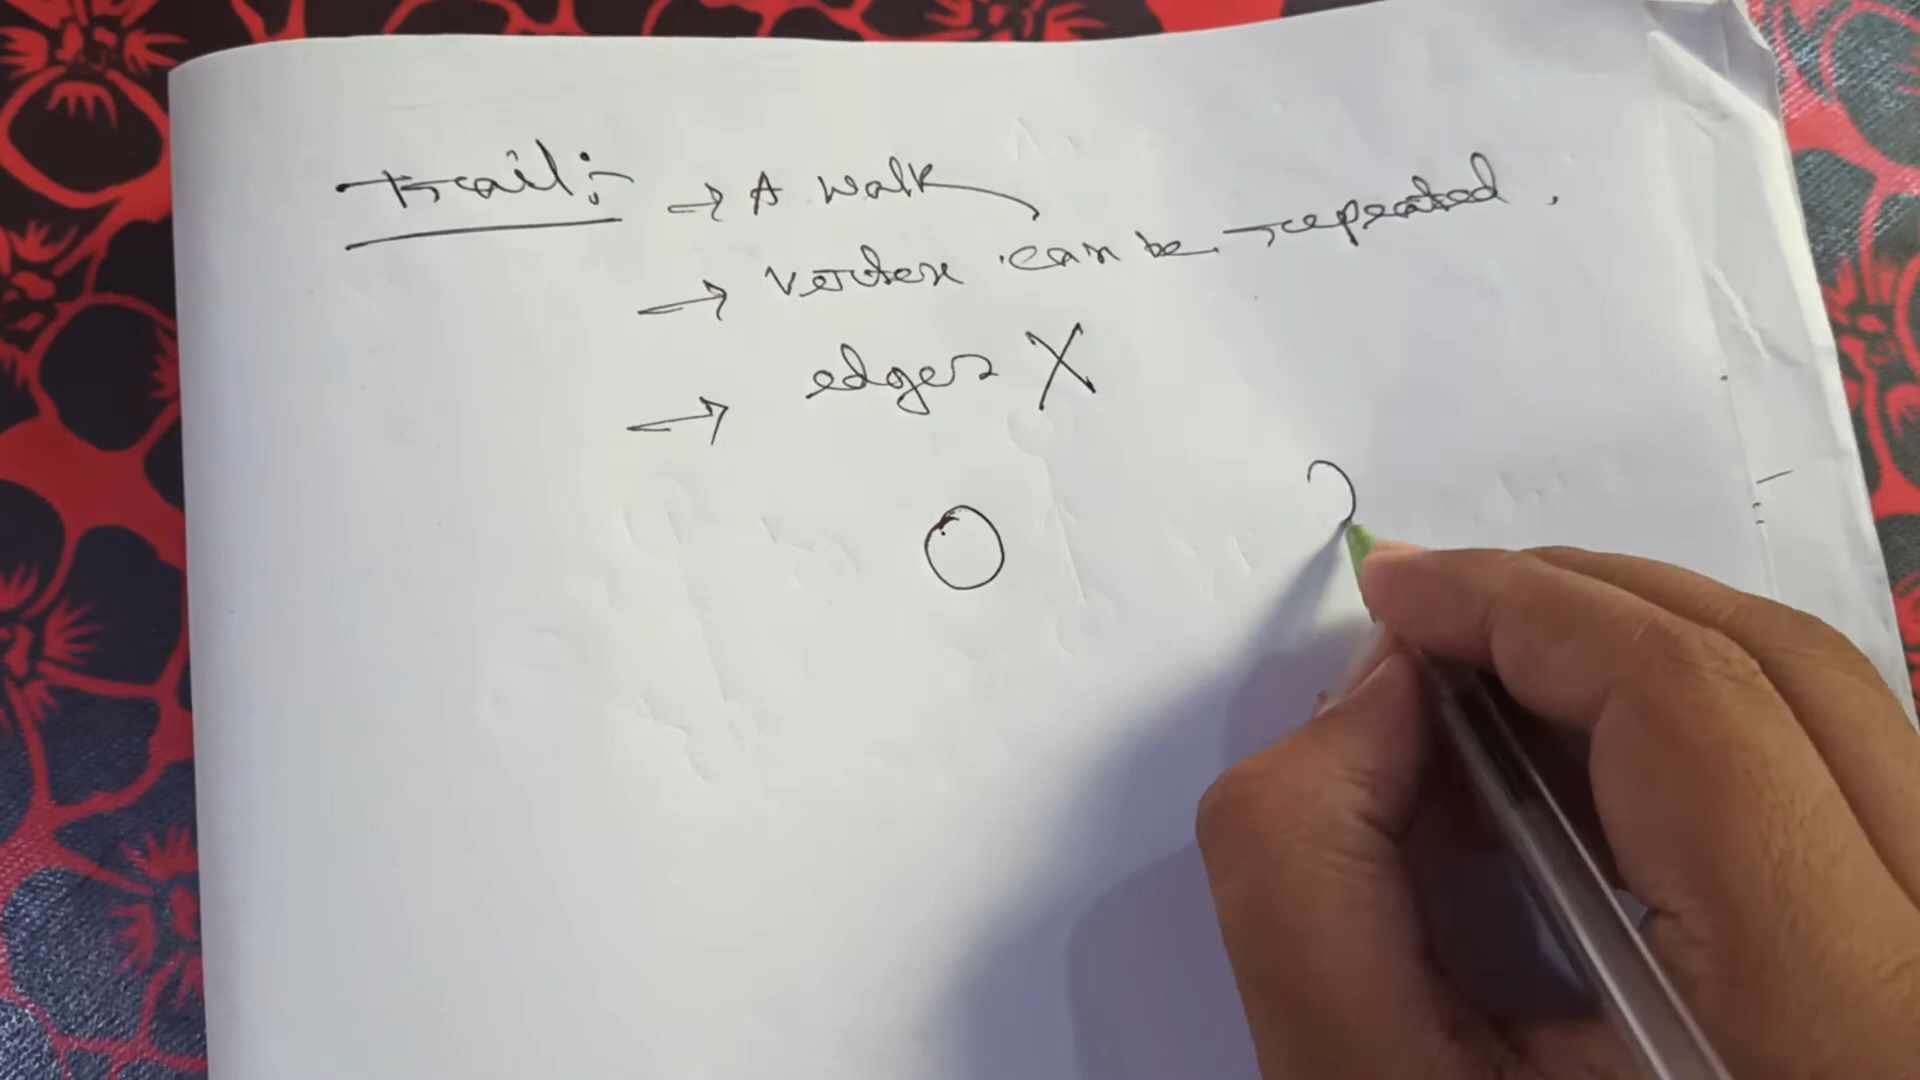 Trail :-
→ A walk
→ vertex can be repeated.
→ edges X